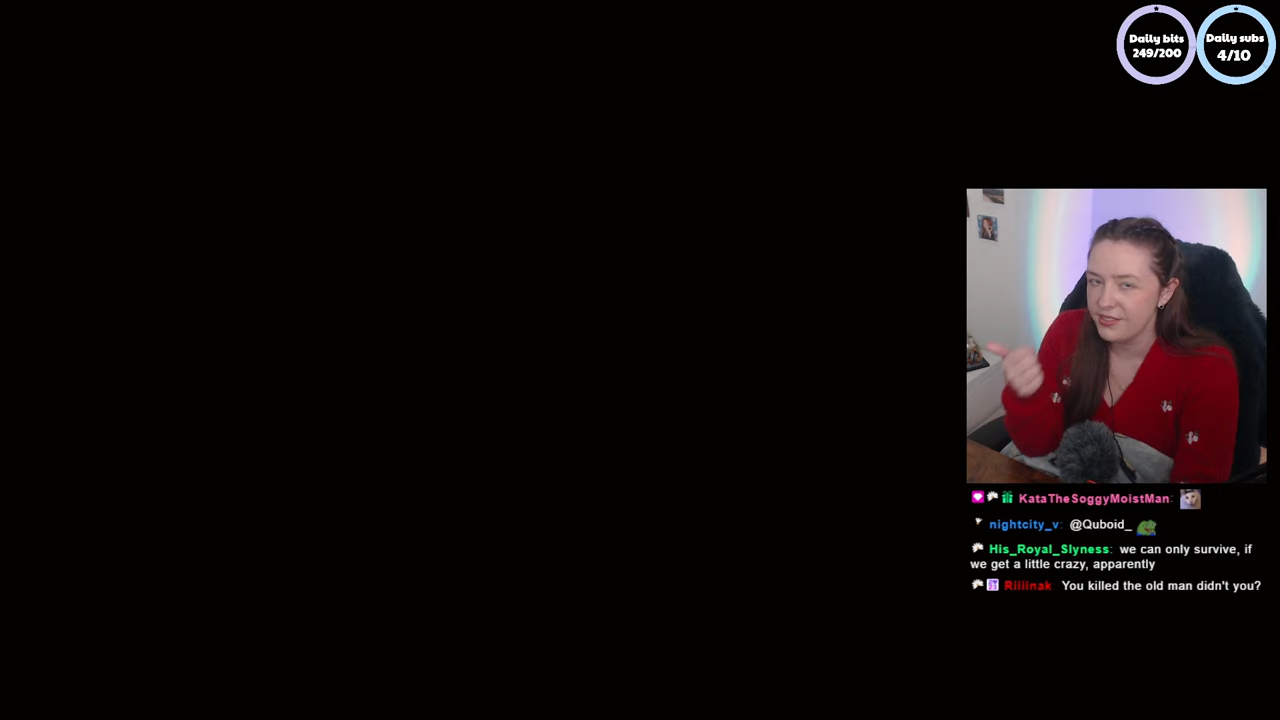 Daily bits
249/200
Daily subs
4/10
KataTheSoggyMoistMan:
nightcity_v: @Quboid_
His_Royal_Slyness: we can only survive, if
we get a little crazy, apparently
Rillinak: You killed the old man didn't you?